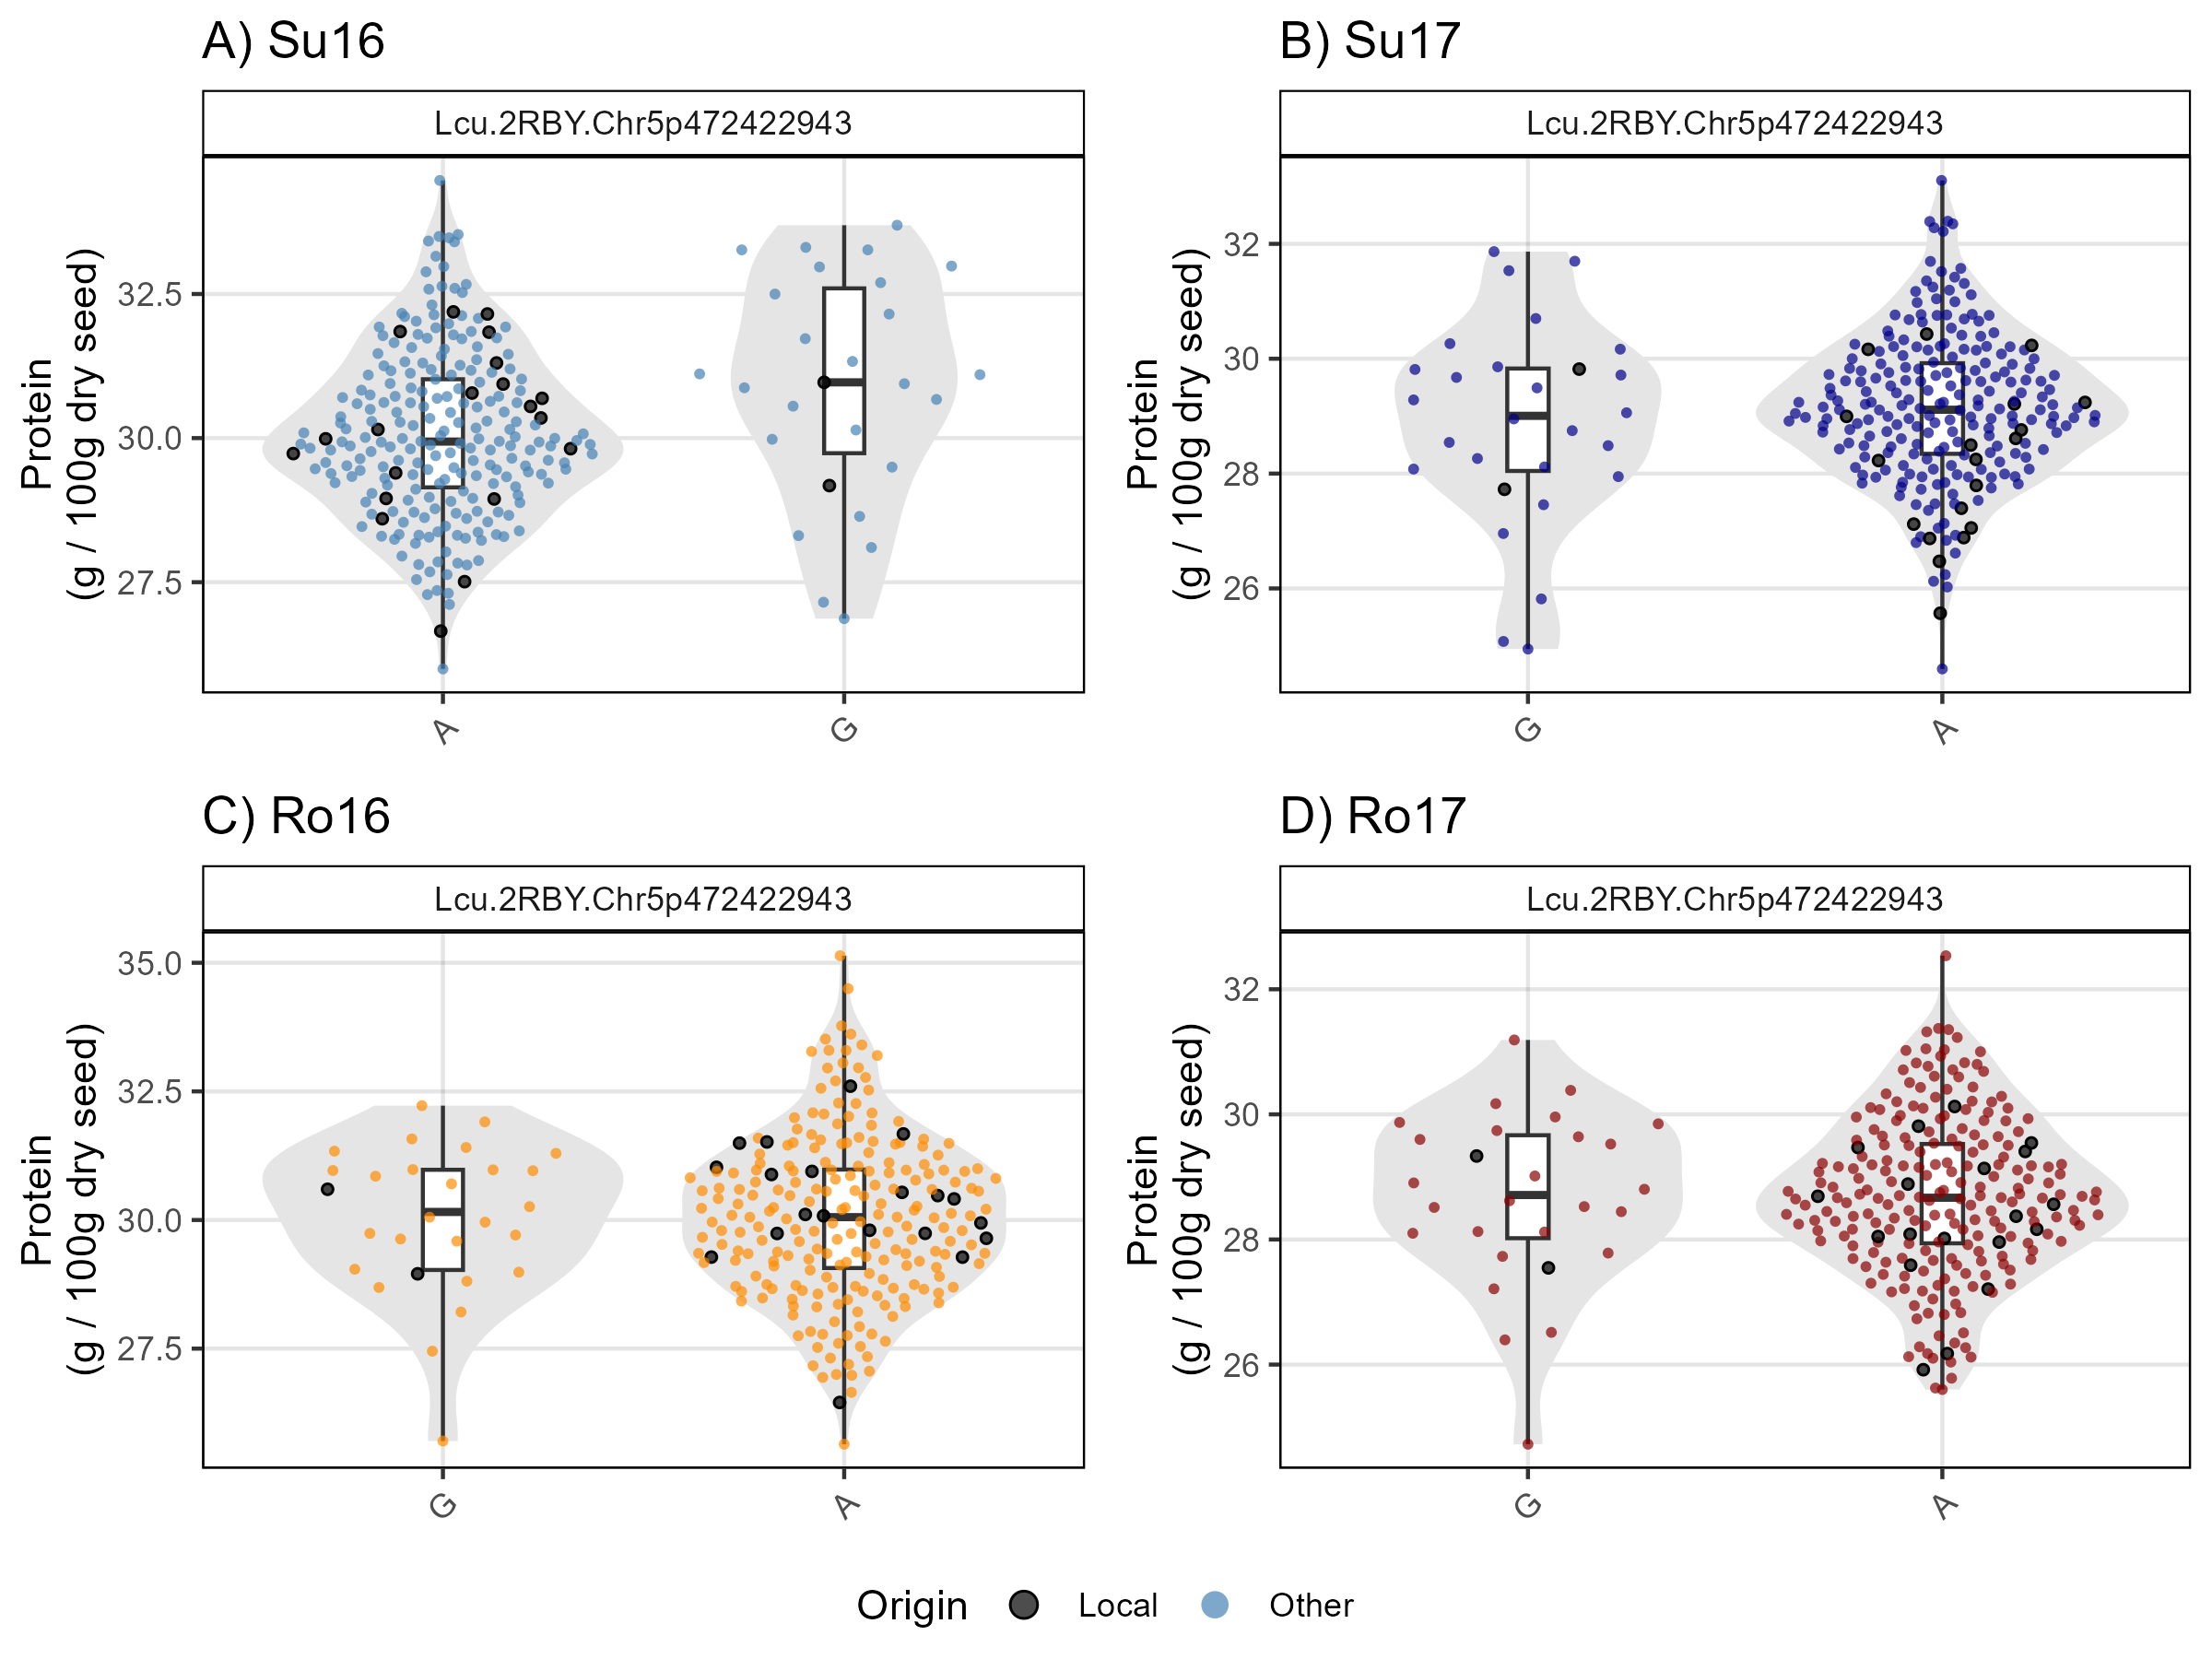 A) Su16
Lcu.2RBY.Chr5p472422943
Protein
(g / 100g dry seed)
32.5
30.0
27.5
A
G
B) Su17
Lcu.2RBY.Chr5p472422943
Protein
(g / 100g dry seed)
32
30
28
26
G
A
C) Ro16
Lcu.2RBY.Chr5p472422943
Protein
(g / 100g dry seed)
35.0
32.5
30.0
27.5
G
A
D) Ro17
Lcu.2RBY.Chr5p472422943
Protein
(g / 100g dry seed)
32
30
28
26
G
A
Origin
Local
Other